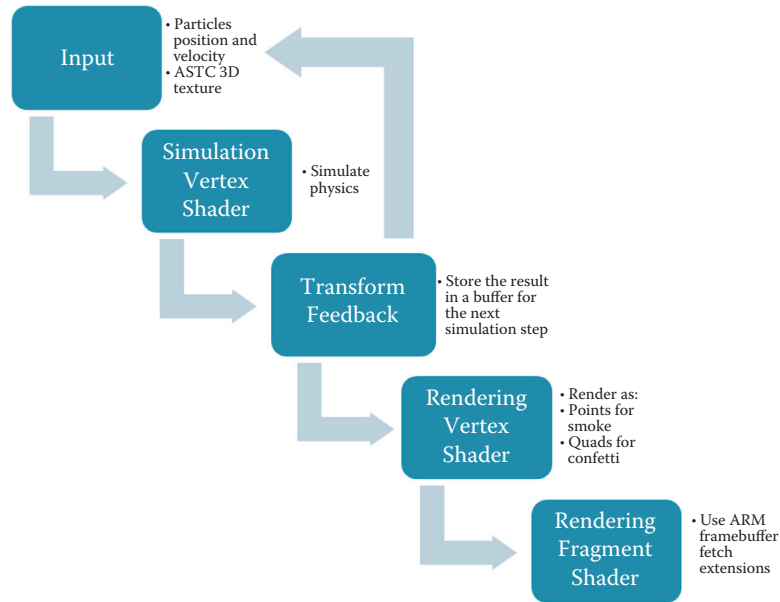 Input
• Particles
position and
velocity
• ASTC 3D
texture
Simulation
Vertex
Shader
• Simulate
physics
Transform
Feedback
• Store the result
in a buffer for
the next
simulation step
Rendering
Vertex
Shader
• Render as:
• Points for
smoke
• Quads for
confetti
Rendering
Fragment
Shader
• Use ARM
framebuffer
fetch
extensions